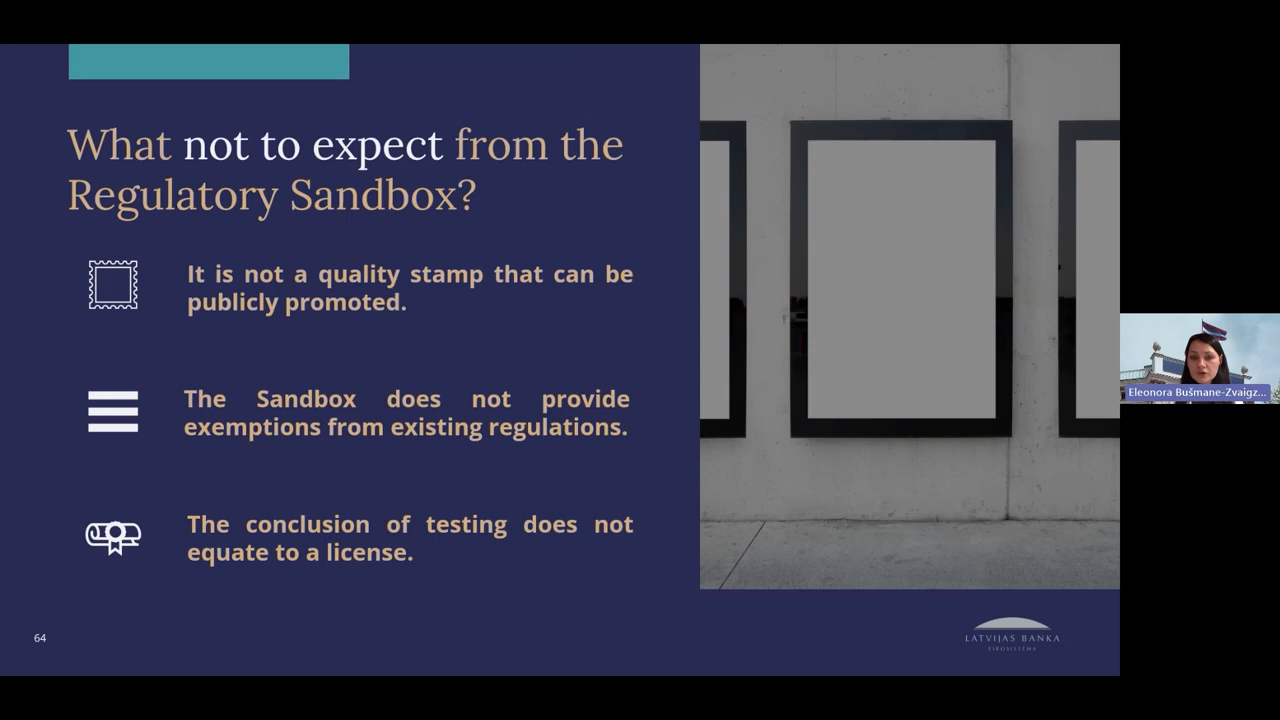 What not to expect from the
Regulatory Sandbox?
It is not a quality stamp that can be
publicly promoted.
The Sandbox does not provide
exemptions from existing regulations.
The conclusion of testing does not
equate to a license.
64
LATVIJAS BANKA
EIROSISTĒMA
Eleonora Bušmane-Zvaigz...